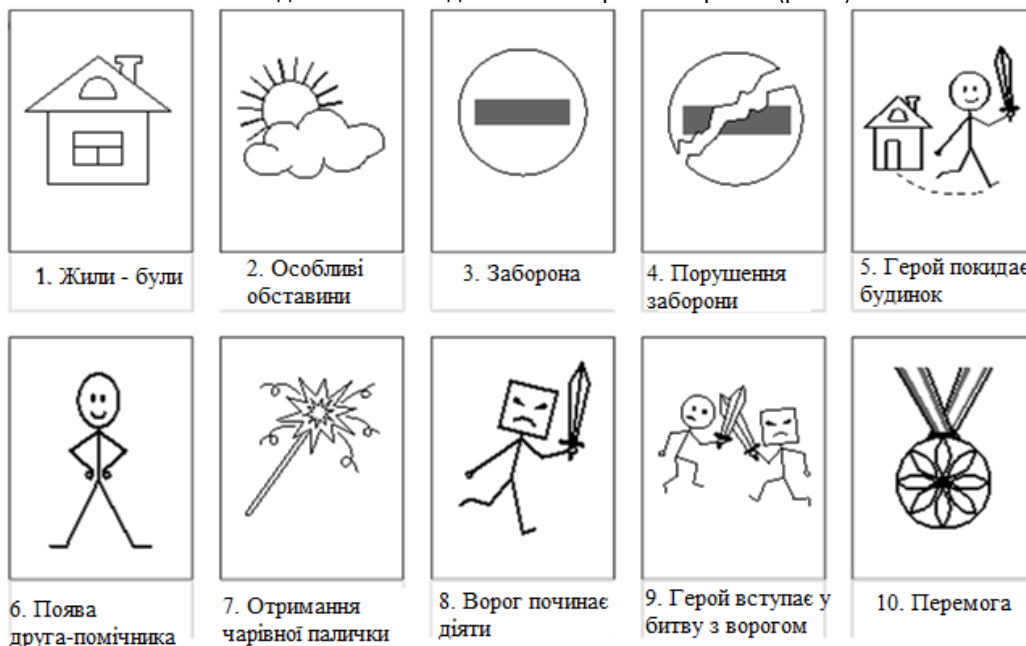 1. Жили - були
2. Особливі
обставини
3. Заборона
4. Порушення
заборони
5. Герой покидає
будинок
6. Поява
друга-помічника
7. Отримання
чарівної палички
8. Ворог починає
діяти
9. Герой вступає у
битву з ворогом
10. Перемога